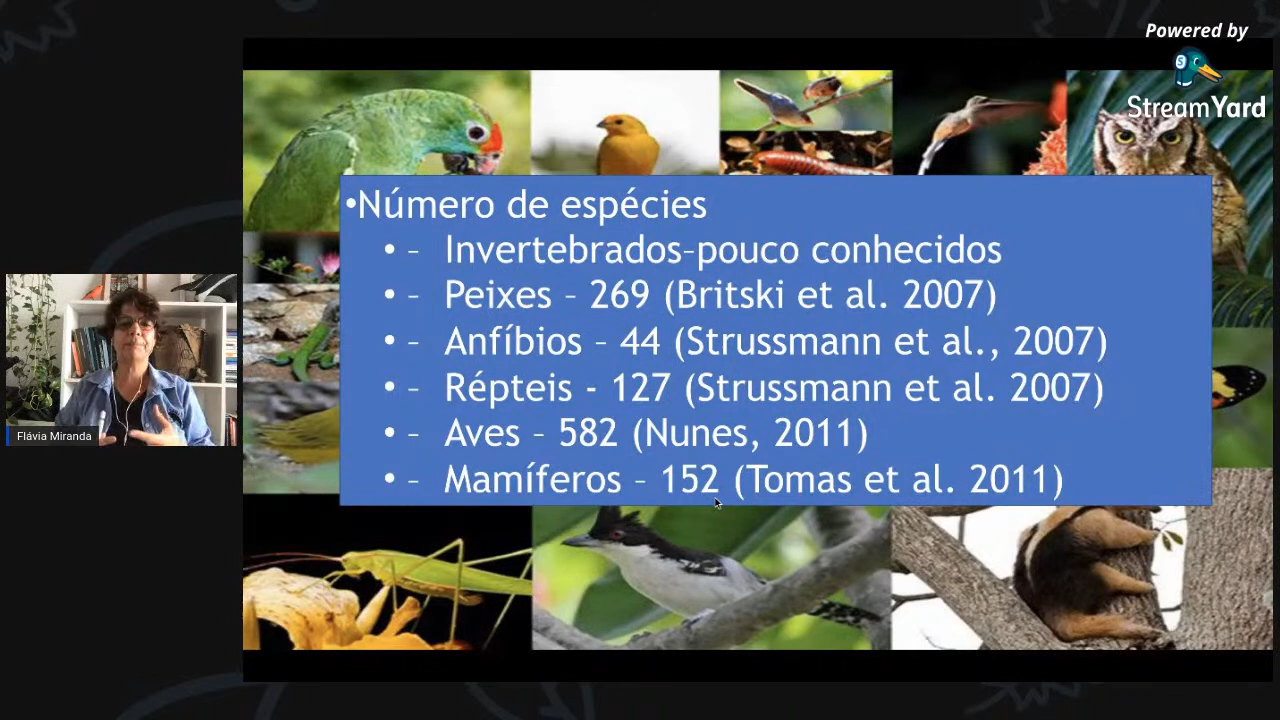 Powered by
StreamYard
•Número de espécies
• – Invertebrados–pouco conhecidos
• – Peixes – 269 (Britski et al. 2007)
• – Anfíbios – 44 (Strussmann et al., 2007)
• – Répteis - 127 (Strussmann et al. 2007)
• – Aves – 582 (Nunes, 2011)
• – Mamíferos – 152 (Tomas et al. 2011)
Flávia Miranda